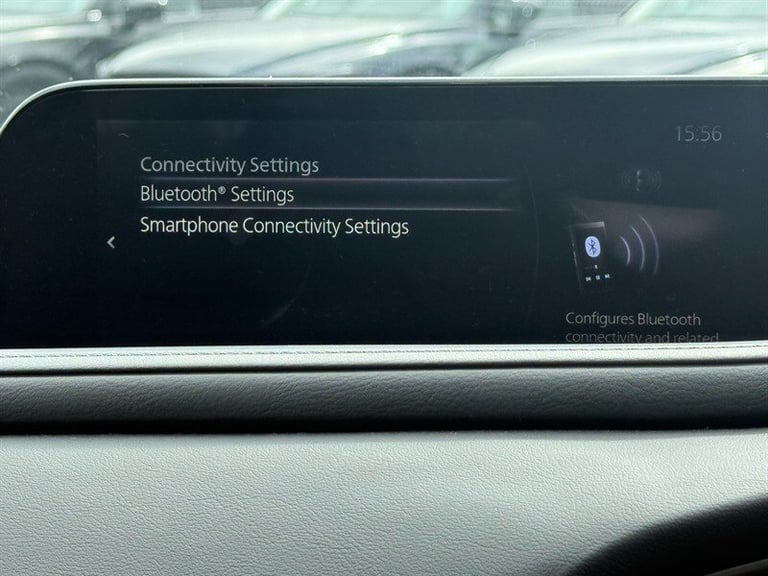 15:56
Connectivity Settings
Bluetooth® Settings
Smartphone Connectivity Settings
Configures Bluetooth
connectivity and related